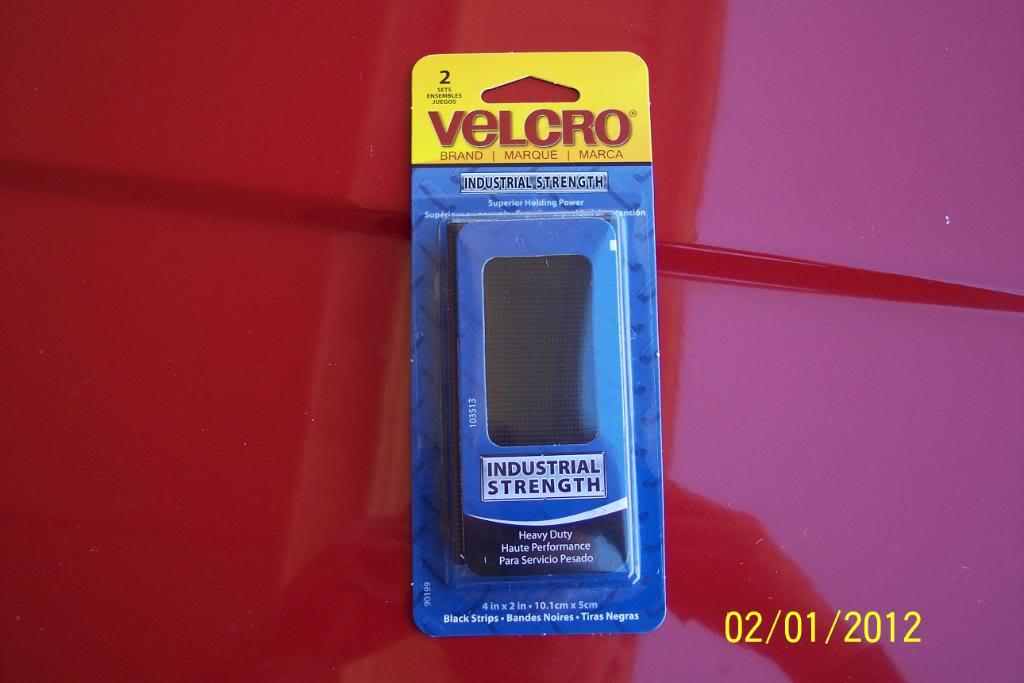 2
SETS
ENSEMBLES
JUEGOS
VELCRO®
BRAND | MARQUE | MARCA
INDUSTRIAL STRENGTH
Superior Holding Power
103513
INDUSTRIAL
STRENGTH
Heavy Duty
Haute Performance
Para Servicio Pesado
90199
4 in x 2 in • 10.1cm x 5cm
Black Strips • Bandes Noires • Tiras Negras
02/01/2012